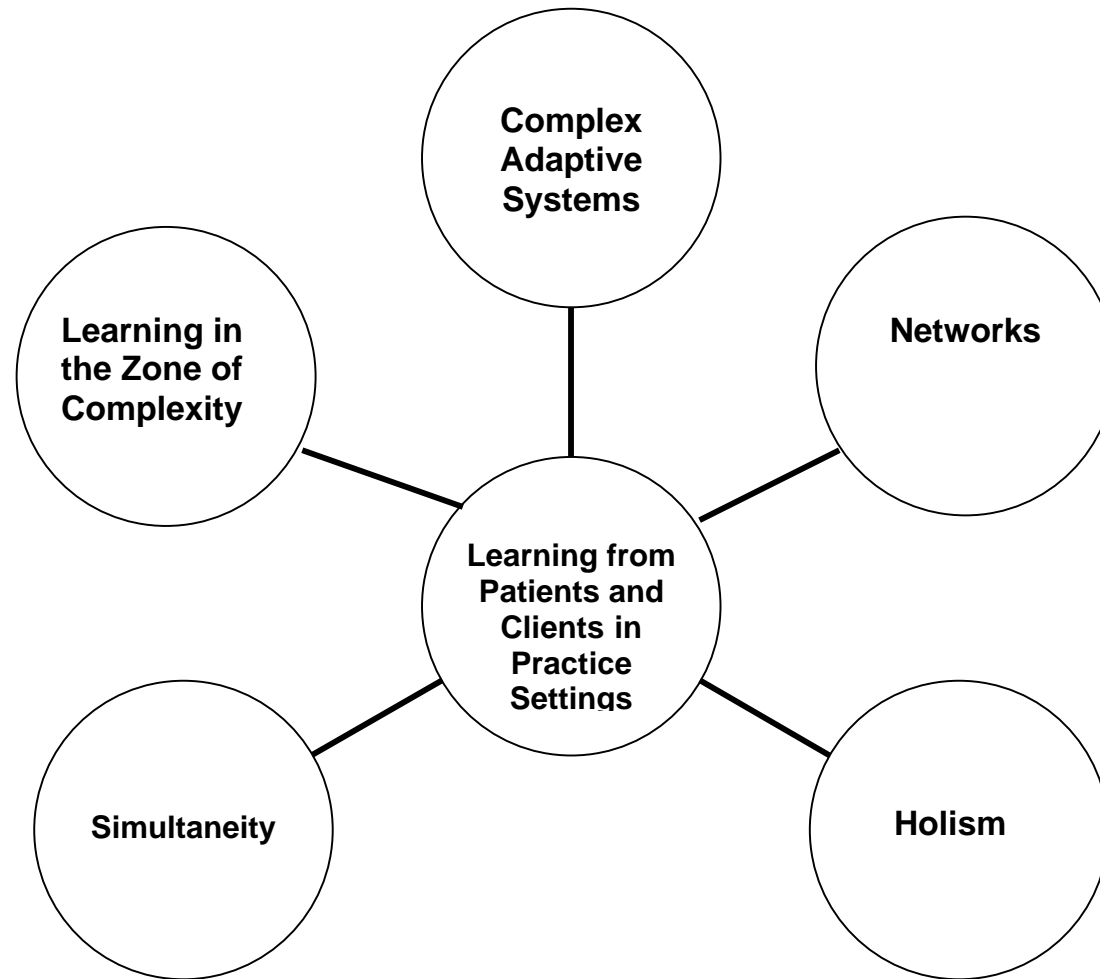 Complex
Adaptive
Systems
Learning in
the Zone of
Complexity
Networks
Learning from
Patients and
Clients in
Practice
Settings
Simultaneity
Holism